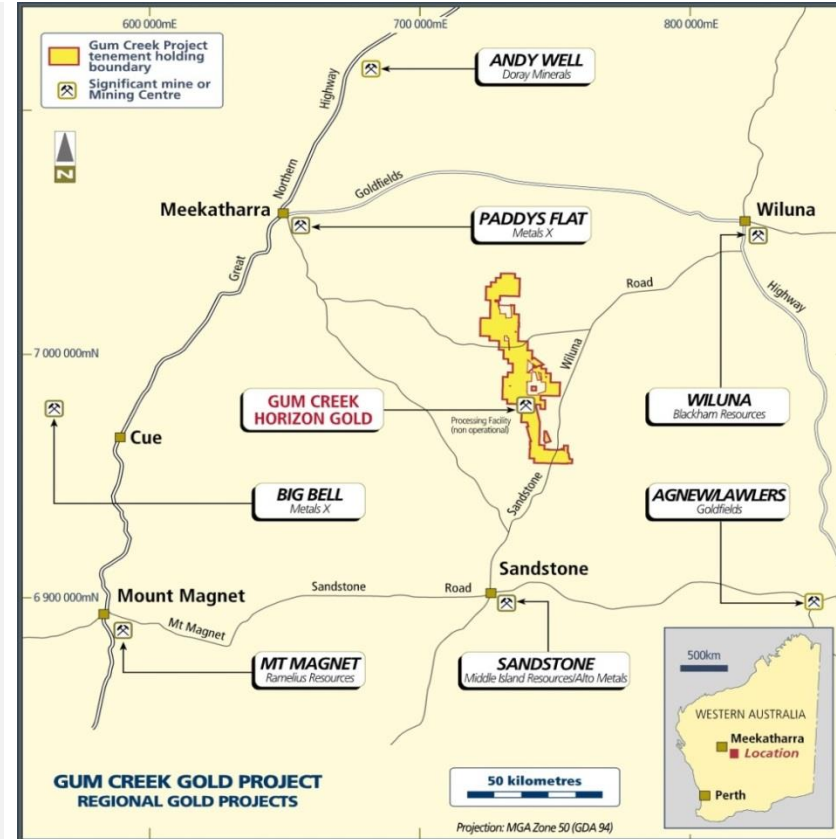 600 000mE
700 000mE
800 000mE
Gum Creek Project
tenement holding
boundary
Significant mine or
Mining Centre
N
ANDY WELL
Doray Minerals
Highway
Northern
Goldfields
Meekatharra
Wiluna
PADDYS FLAT
Metals X
Great
Road
Highway
7 000 000mN
Wiluna
GUM CREEK
HORIZON GOLD
Processing Facility
(non operational)
WILUNA
Blackham Resources
Cue
BIG BELL
Metals X
Sandstone
AGNEW/LAWLERS
Goldfields
Sandstone
6 900 000mN
Mount Magnet
Sandstone
Road
Mt Magnet
MT MAGNET
Ramelius Resources
SANDSTONE
Middle Island Resources/Alto Metals
500km
WESTERN AUSTRALIA
Meekatharra
Location
Perth
GUM CREEK GOLD PROJECT
REGIONAL GOLD PROJECTS
50 kilometres
Projection: MGA Zone 50 (GDA 94)